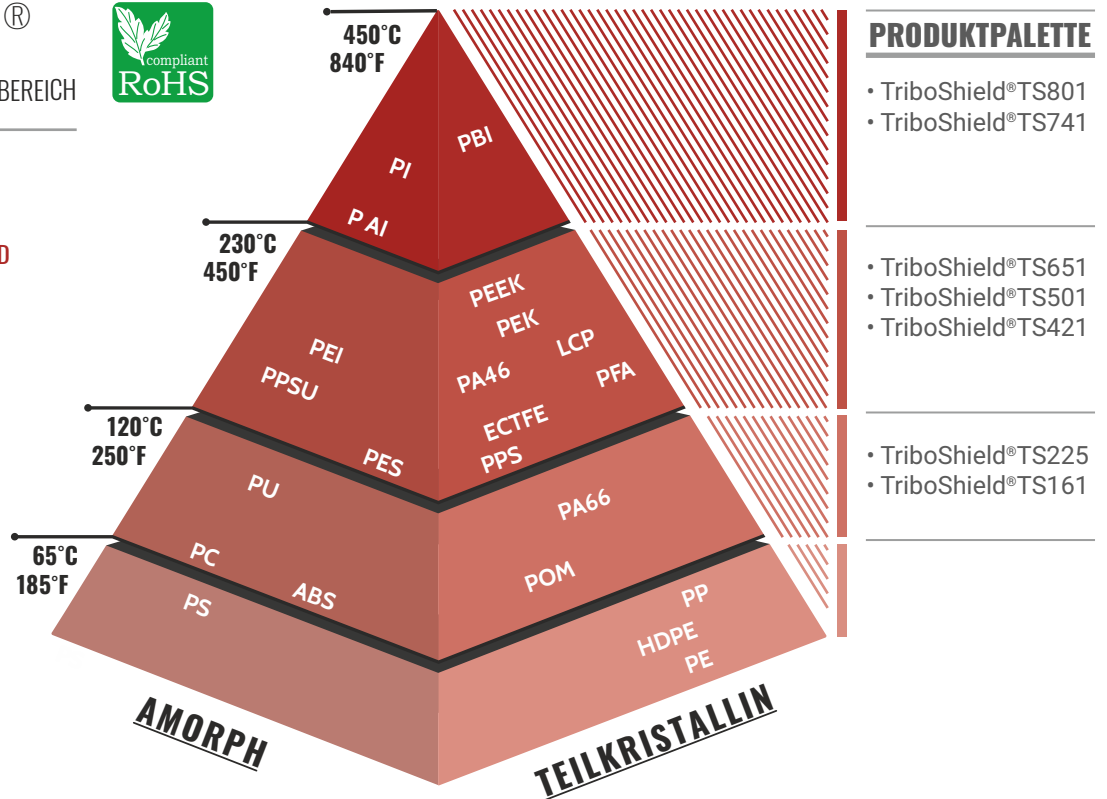 ®
compliant
RoHS
BEREICH
D
450°C
840°F
PI
PBI
P AI
230°C
450°F
PEEK
PEK
LCP
PEI
PA46
PFA
PPSU
ECTFE
PPS
PES
120°C
250°F
PU
PA66
PC
POM
ABS
65°C
185°F
PS
PP
HDPE
PE
AMORPH
TEILKRISTALLIN
PRODUKTPALETTE
• TriboShield®TS801
• TriboShield®TS741
• TriboShield®TS651
• TriboShield®TS501
• TriboShield®TS421
• TriboShield®TS225
• TriboShield®TS161